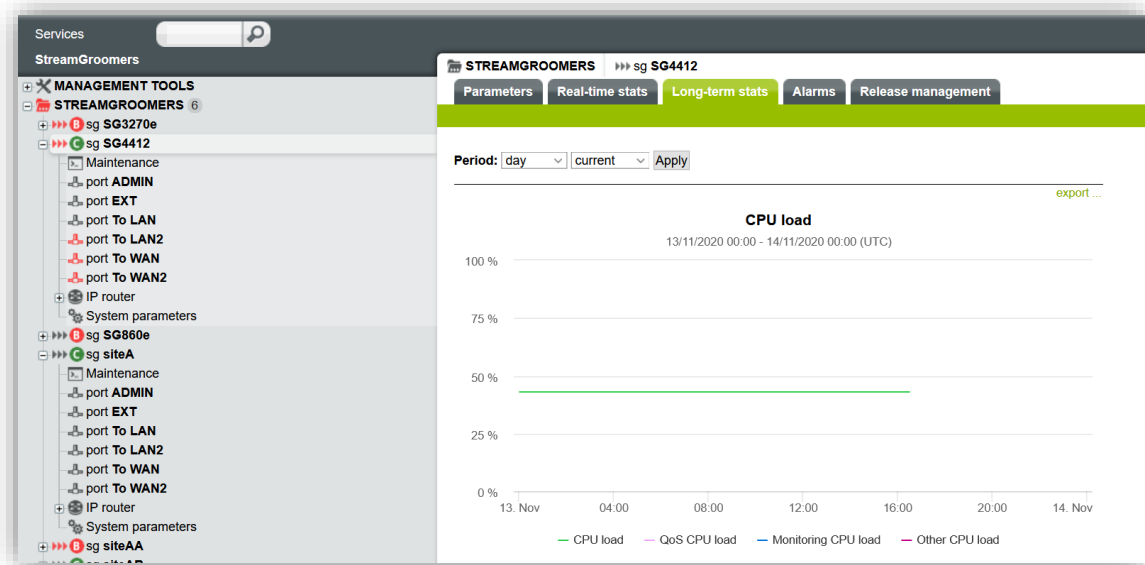 Services
StreamGroomers
MANAGEMENT TOOLS
STREAMGROOMERS 6
B sg SG3270e
C sg SG4412
Maintenance
port ADMIN
port EXT
port To LAN
port To LAN2
port To WAN
port To WAN2
IP router
System parameters
B sg SG860e
C sg siteA
Maintenance
port ADMIN
port EXT
port To LAN
port To LAN2
port To WAN
port To WAN2
IP router
System parameters
B sg siteAA
STREAMGROOMERS sg SG4412
Parameters Real-time stats Long-term stats Alarms Release management
Period: day current Apply
export ...
CPU load
13/11/2020 00:00 - 14/11/2020 00:00 (UTC)
100 %
75 %
50 %
25 %
0 %
13. Nov 04:00 08:00 12:00 16:00 20:00 14. Nov
CPU load QoS CPU load Monitoring CPU load Other CPU load